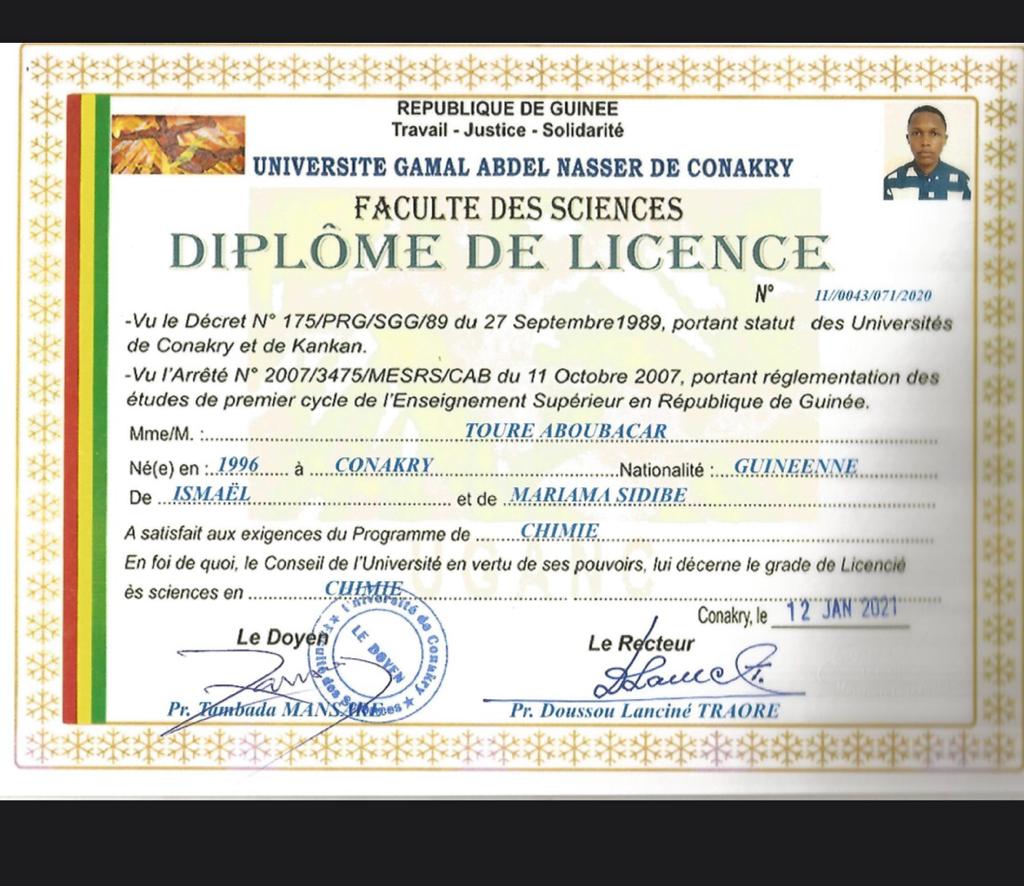 REPUBLIQUE DE GUINEE
Travail - Justice - Solidarité
UNIVERSITE GAMAL ABDEL NASSER DE CONAKRY
FACULTE DES SCIENCES
DIPLÔME DE LICENCE
N° 11//0043/071/2020
-Vu le Décret N° 175/PRG/SGG/89 du 27 Septembre1989, portant statut des Universités
de Conakry et de Kankan.
-Vu l'Arrêté N° 2007/3475/MESRS/CAB du 11 Octobre 2007, portant réglementation des
études de premier cycle de l'Enseignement Supérieur en République de Guinée.
Mme/M. : TOURE ABOUBACAR
Né(e) en : 1996 à CONAKRY Nationalité : GUINEENNE
De ISMAËL et de MARIAMA SIDIBE
A satisfait aux exigences du Programme de CHIMIE
En foi de quoi, le Conseil de l'Université en vertu de ses pouvoirs, lui décerne le grade de Licencié
UGANC
ès sciences en CHIMIE
Conakry, le 12 JAN 2021
Le Doyen Le Recteur
Université de Conakry
LE DOYEN
Faculté des Sciences
Pr. Tambada MANSARE Pr. Doussou Lanciné TRAORE